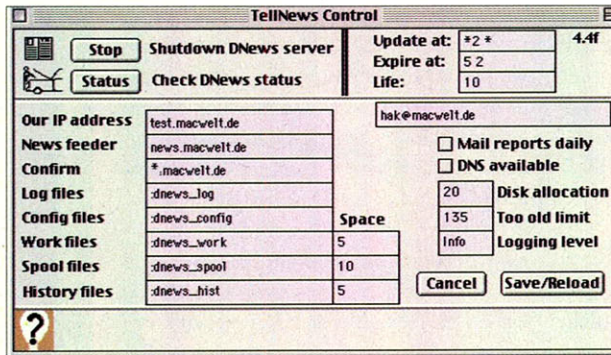 TellNews Control
Stop Shutdown DNews server
Status Check DNews status
Update at: *2 * 4.4f
Expire at: 5 2
Life: 10
Our IP address test.macwelt.de hak@macwelt.de
News feeder news.macwelt.de Mail reports daily
Confirm *.macwelt.de DNS available
Log files :dnews_log 20 Disk allocation
Config files :dnews_config Space 135 Too old limit
Work files :dnews_work 5 Info Logging level
Spool files :dnews_spool 10 Cancel Save/Reload
History files :dnews_hist 5
?